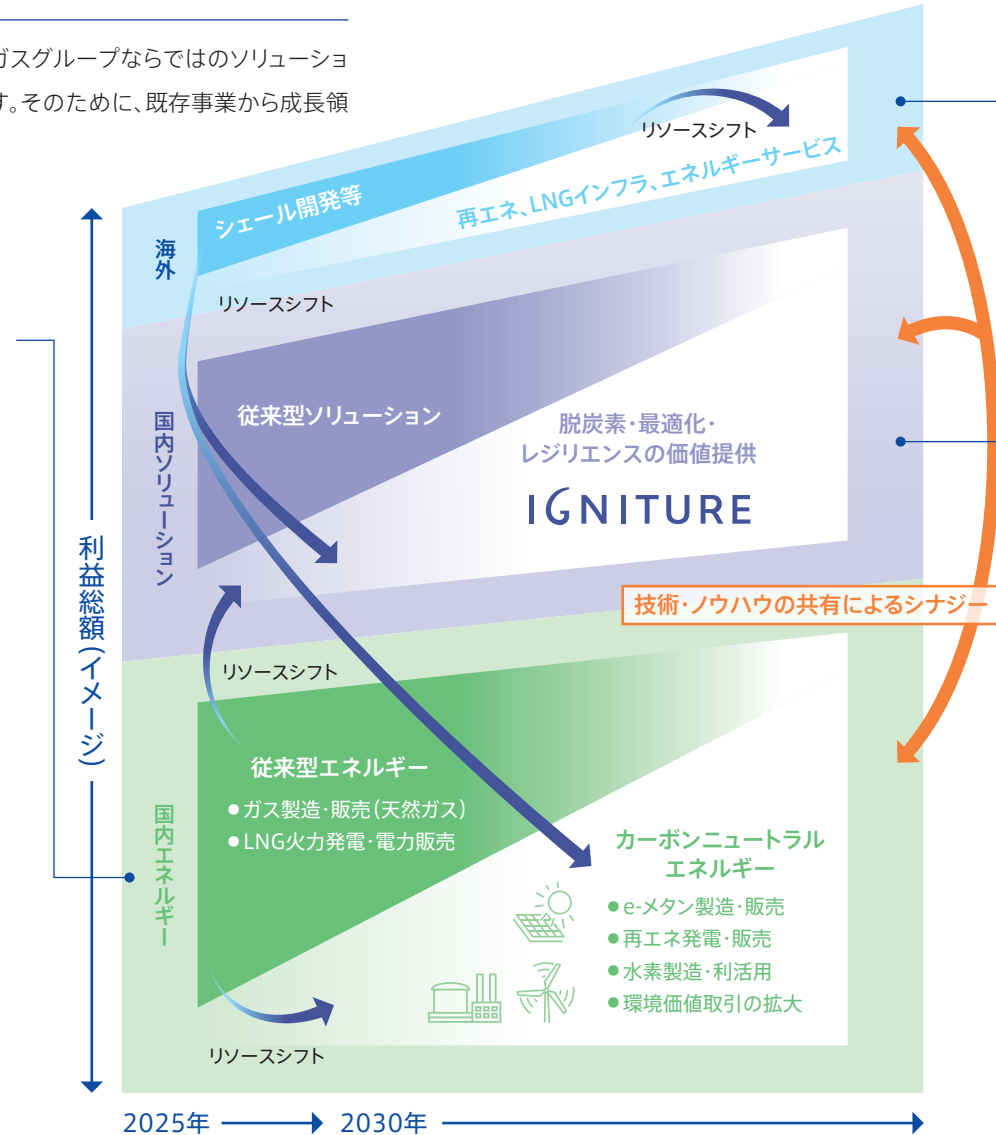 ガスグループならではのソリューショ
す。そのために、既存事業から成長領
リソースシフト
シェール開発等
再エネ、LNGインフラ、エネルギーサービス
海外
リソースシフト
国内ソリューション
従来型ソリューション
脱炭素・最適化・
レジリエンスの価値提供
IGNITURE
利益総額(イメージ)
技術・ノウハウの共有によるシナジー
リソースシフト
国内エネルギー
従来型エネルギー
●ガス製造・販売(天然ガス)
●LNG火力発電・電力販売
カーボンニュートラル
エネルギー
●e-メタン製造・販売
●再エネ発電・販売
●水素製造・利活用
●環境価値取引の拡大
リソースシフト
2025年
2030年